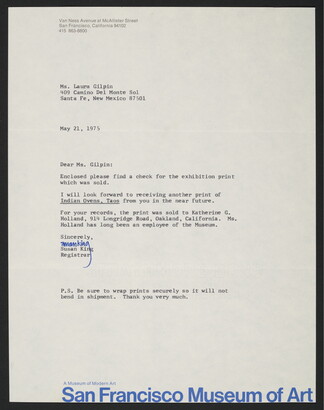 Van Ness Avenue at McAllister Street
San Francisco, California 94102
415 863-8800
Ms. Laura Gilpin
409 Camino Del Monte Sol
Santa Fe, New Mexico 87501
May 21, 1975
Dear Ms. Gilpin:
Enclosed please find a check for the exhibition print
which was sold.
I will look forward to receiving another print of
Indian Ovens, Taos from you in the near future.
For your records, the print was sold to Katherine G.
Holland, 919 Longridge Road, Oakland, California. Ms.
Holland has long been an employee of the Museum.
Sincerely,
Susan King
Registrar
P.S. Be sure to wrap prints securely so it will not
bend in shipment. Thank you very much.
A Museum of Modern Art
San Francisco Museum of Art